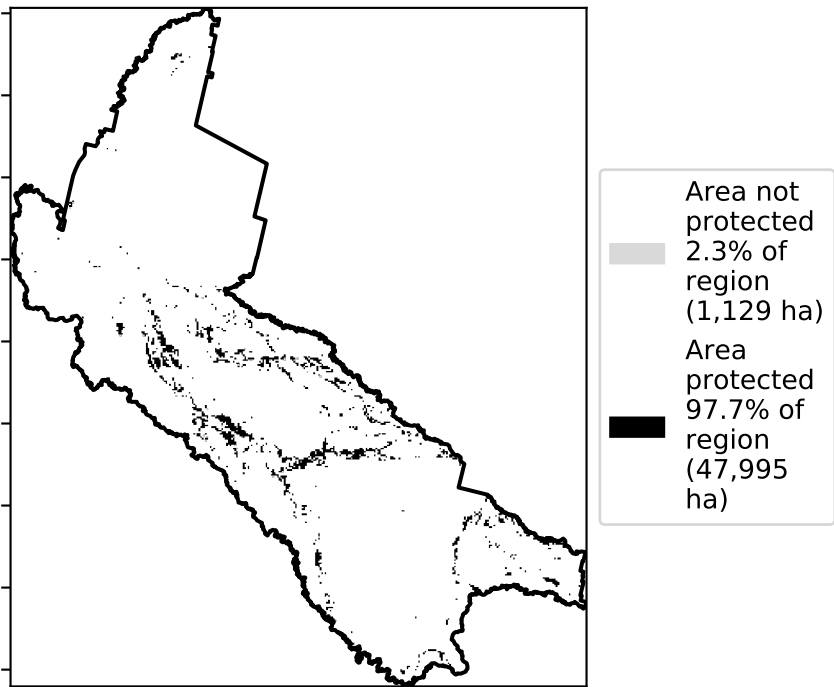 Area not
protected
2.3% of
region
(1,129 ha)
Area
protected
97.7% of
region
(47,995
ha)